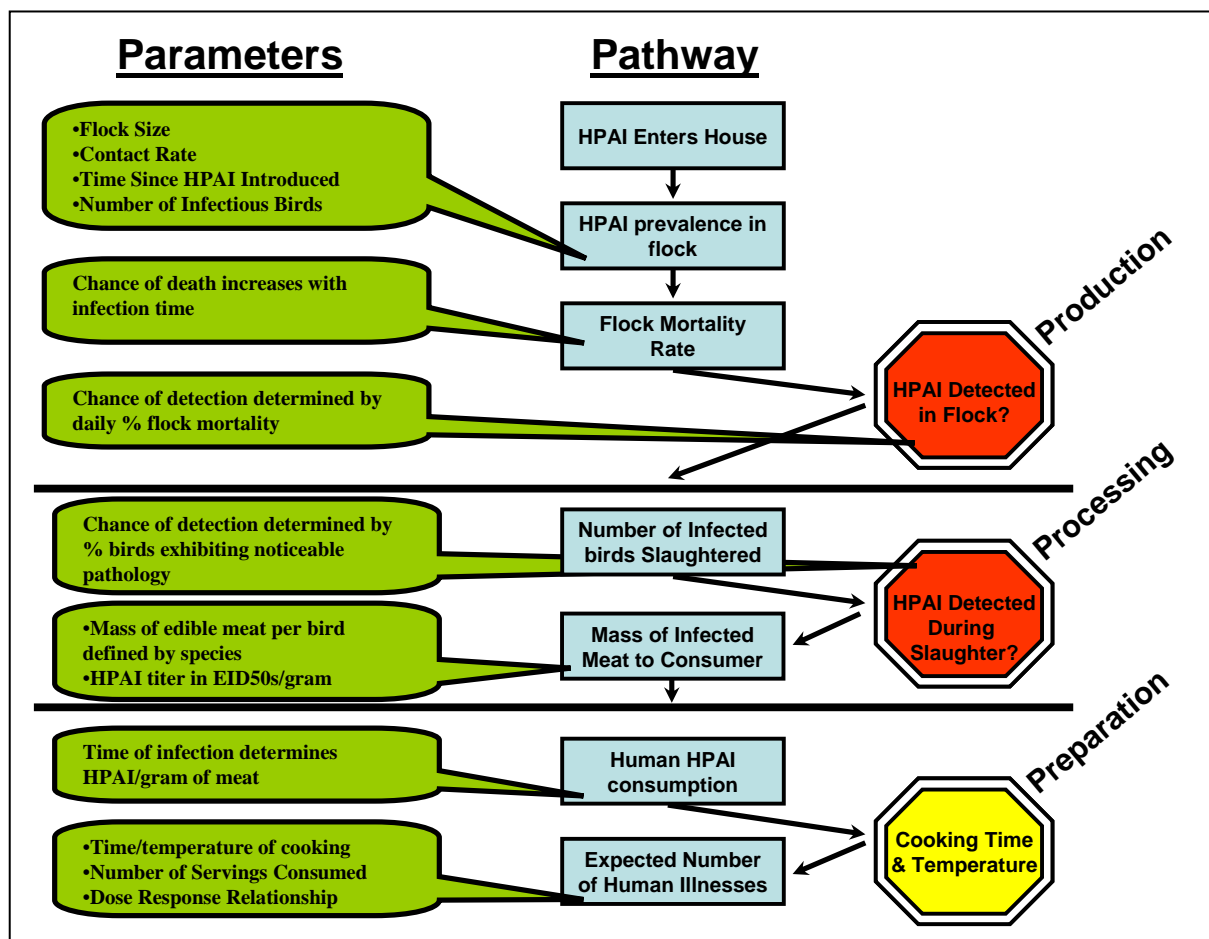 Parameters
Pathway
•Flock Size
•Contact Rate
•Time Since HPAI Introduced
•Number of Infectious Birds
HPAI Enters House
HPAI prevalence in
flock
Chance of death increases with
infection time
Flock Mortality
Rate
Production
HPAI Detected
in Flock?
Chance of detection determined by
daily % flock mortality
Chance of detection determined by
% birds exhibiting noticeable
pathology
Number of Infected
birds Slaughtered
Processing
HPAI Detected
During
Slaughter?
•Mass of edible meat per bird
defined by species
•HPAI titer in EID50s/gram
Mass of Infected
Meat to Consumer
Time of infection determines
HPAI/gram of meat
Human HPAI
consumption
Preparation
Cooking Time
& Temperature
•Time/temperature of cooking
•Number of Servings Consumed
•Dose Response Relationship
Expected Number
of Human Illnesses